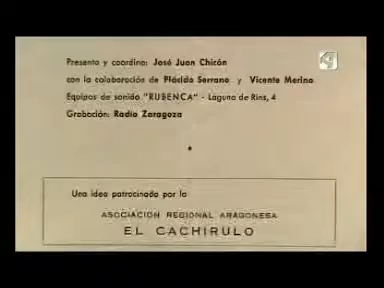 Presenta y coordina: José Juan Chicón
con la colaboración de Plácido Serrano y Vicente Merino
Equipos de sonido "RUBENCA" - Laguna de Rins, 4
Grabación: Radio Zaragoza
Una idea patrocinada por la
ASOCIACION REGIONAL ARAGONESA
EL CACHIRULO